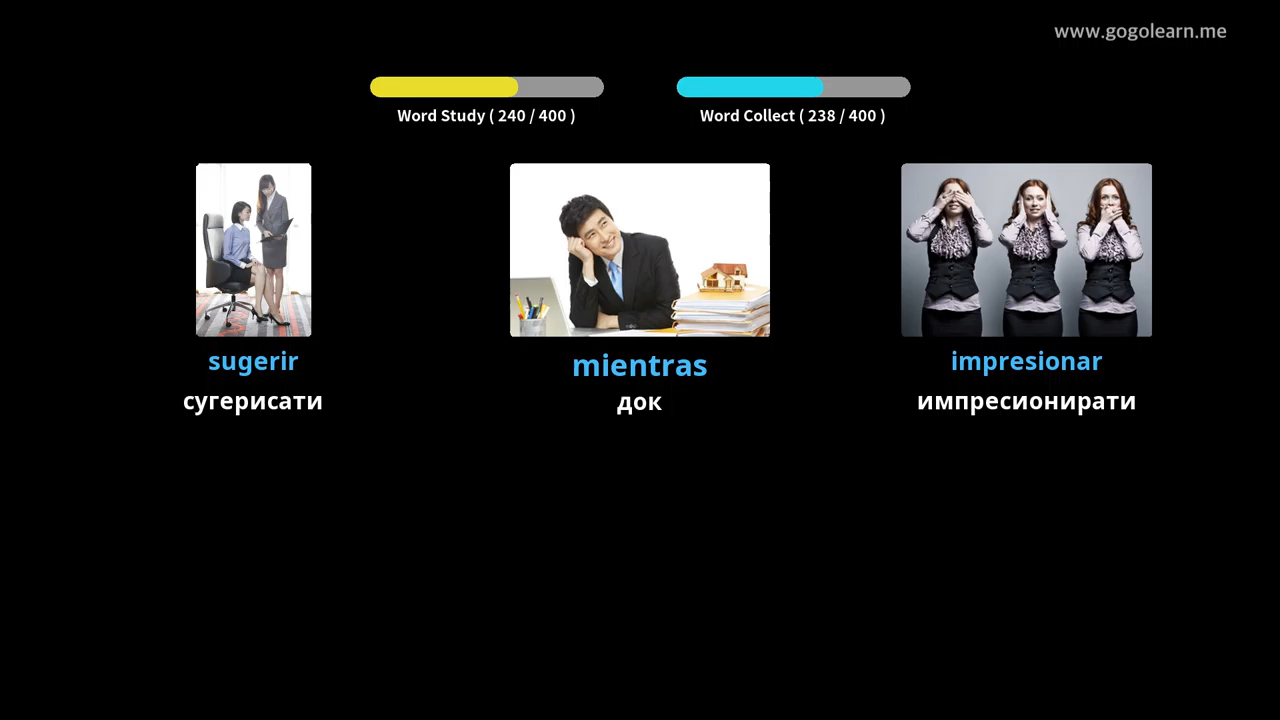 www.gogolearn.me
Word Study ( 240 / 400 )
Word Collect ( 238 / 400 )
sugerir
mientras
impresionar
сугерисати
док
импресионирати